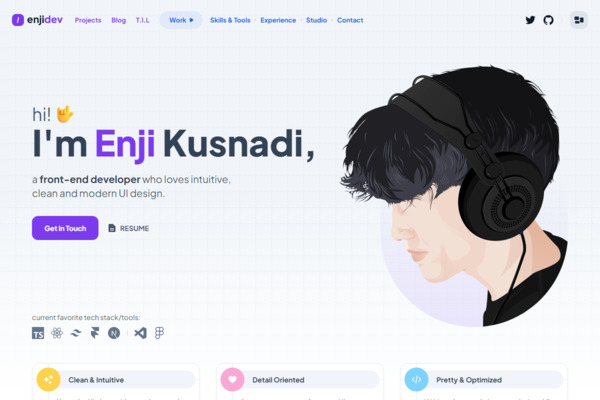 enjidev
Projects Blog T.I.L Work Skills & Tools · Experience · Studio · Contact
hi!
I'm Enji Kusnadi,
a front-end developer who loves intuitive,
clean and modern UI design.
Get In Touch RESUME
current favorite tech stack/tools:
TS N
Clean & Intuitive Detail Oriented Pretty & Optimized